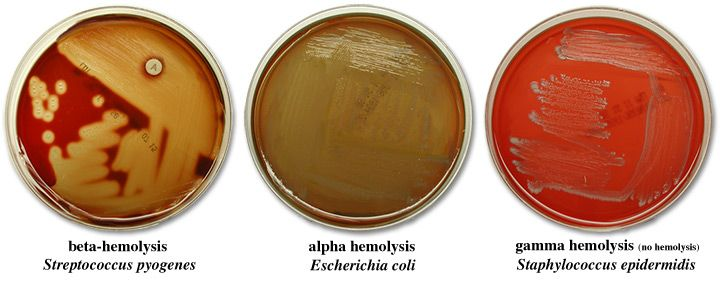 A
beta-hemolysis
Streptococcus pyogenes
alpha hemolysis
Escherichia coli
gamma hemolysis (no hemolysis)
Staphylococcus epidermidis